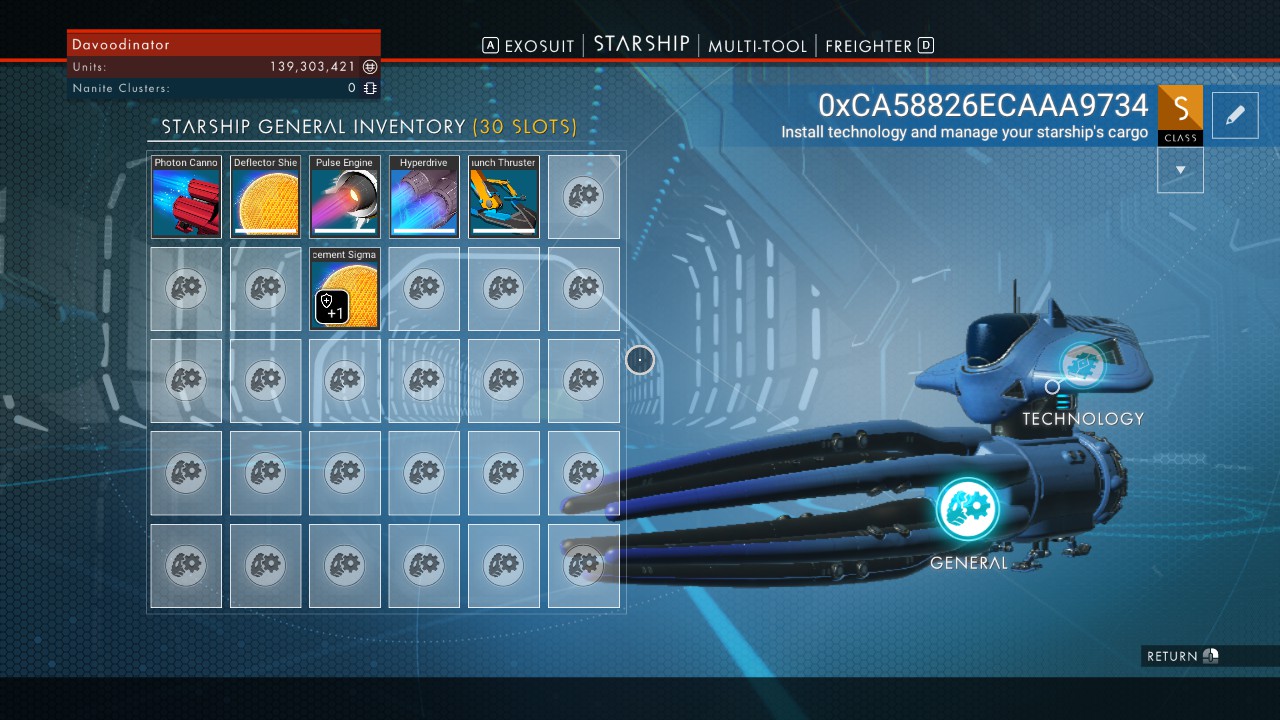 Davoodinator
Units: 139,303,421
Nanite Clusters: 0
A EXOSUIT STARSHIP MULTI-TOOL FREIGHTER D
0xCA58826ECAAA9734
Install technology and manage your starship's cargo
S
CLASS
STARSHIP GENERAL INVENTORY (30 SLOTS)
Photon Canno Deflector Shie Pulse Engine Hyperdrive unch Thruster
cement Sigma
+1
TECHNOLOGY
GENERAL
RETURN